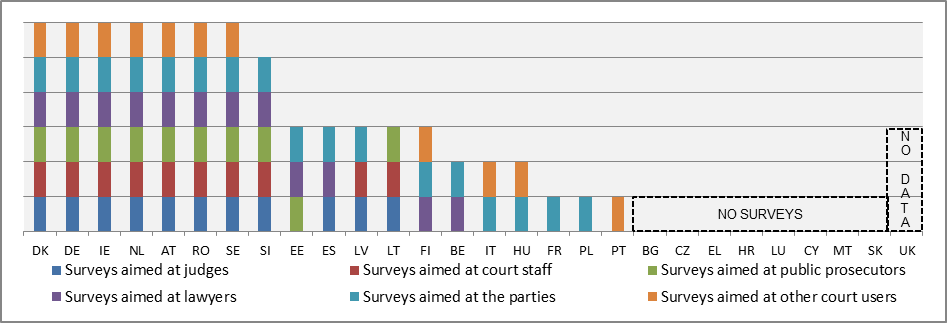 NO DATA
NO SURVEYS
DK DE IE NL AT RO SE SI EE ES LV LT FI BE IT HU FR PL PT BG CZ EL HR LU CY MT SK UK
Surveys aimed at judges Surveys aimed at court staff Surveys aimed at public prosecutors
Surveys aimed at lawyers Surveys aimed at the parties Surveys aimed at other court users